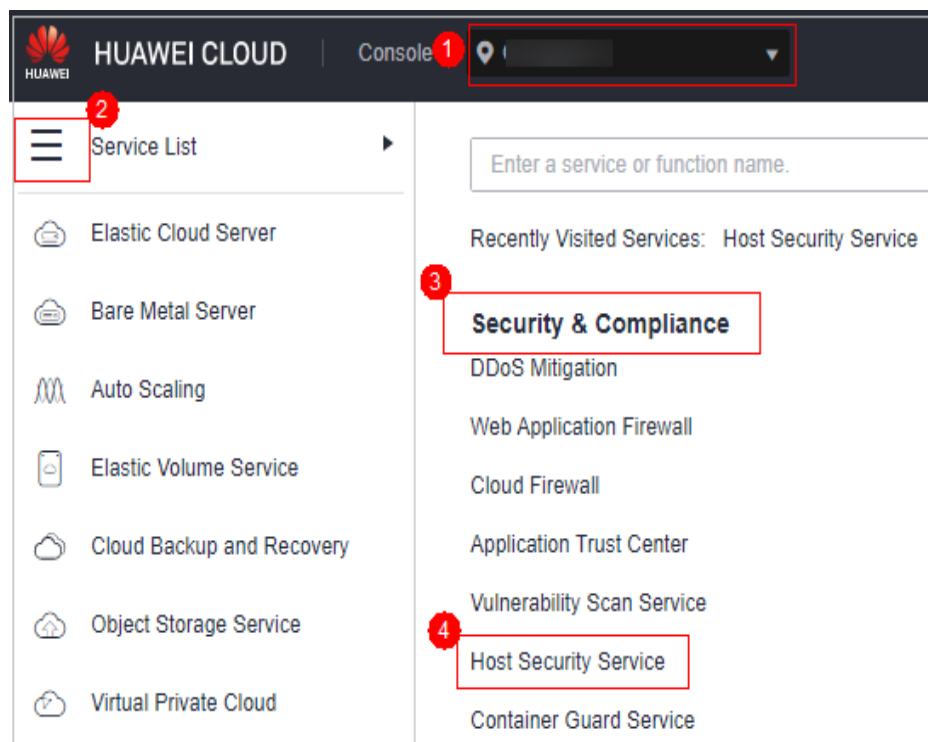 HUAWEI
HUAWEI CLOUD
Console
1
2
Service List
Enter a service or function name.
Elastic Cloud Server
Recently Visited Services: Host Security Service
3
Bare Metal Server
Security & Compliance
DDoS Mitigation
Auto Scaling
Web Application Firewall
Elastic Volume Service
Cloud Firewall
Cloud Backup and Recovery
Application Trust Center
Vulnerability Scan Service
Object Storage Service
4
Host Security Service
Virtual Private Cloud
Container Guard Service